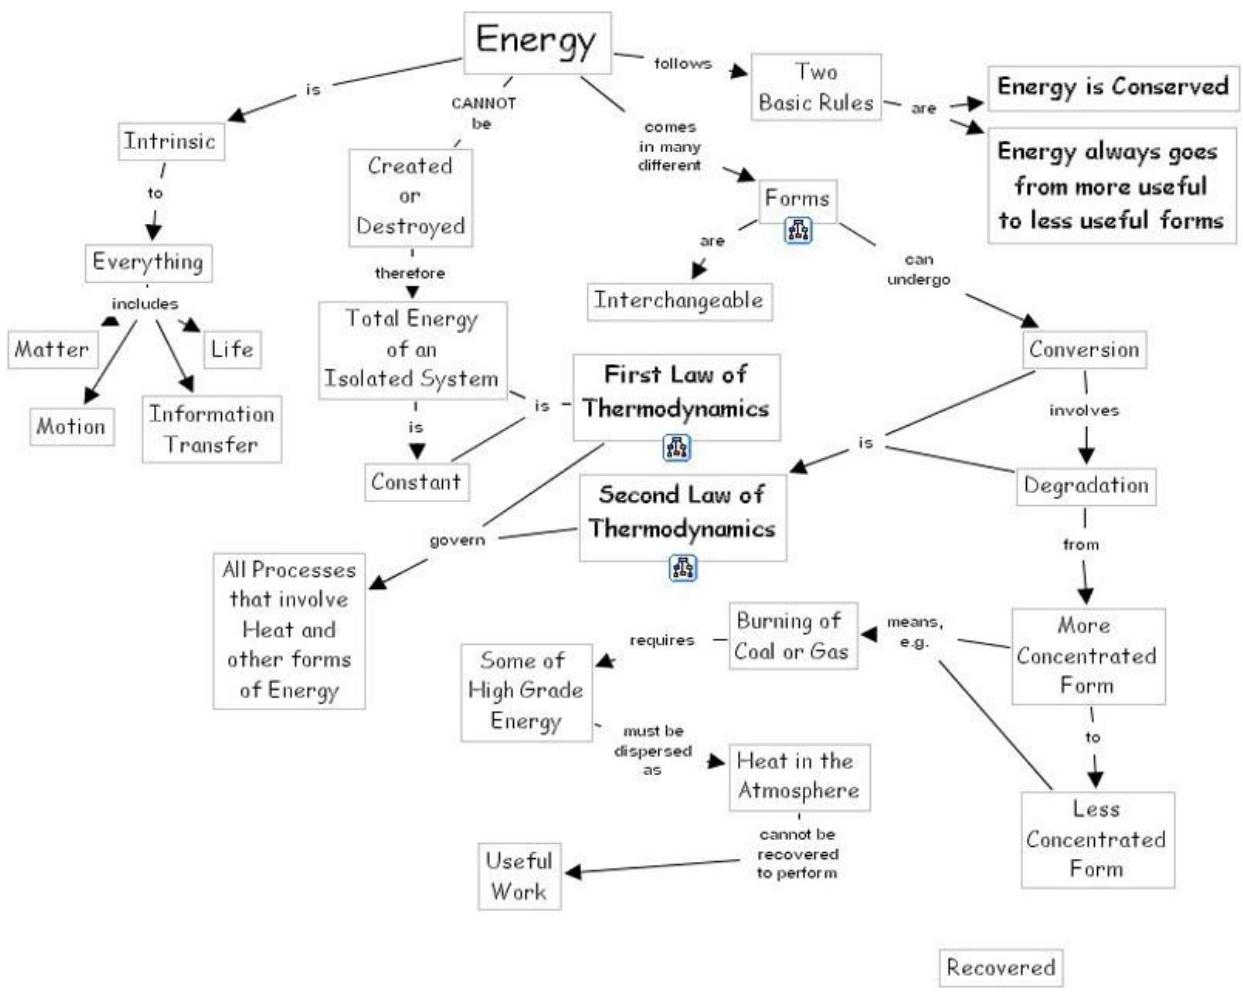 Energy
follows
Two
Basic Rules
are
Energy is Conserved
Energy always goes
from more useful
to less useful forms
is
CANNOT
be
comes
in many
different
Intrinsic
to
Everything
includes
Matter
Life
Motion
Information
Transfer
Created
or
Destroyed
therefore
Total Energy
of an
Isolated System
is
Constant
is
First Law of
Thermodynamics
Second Law of
Thermodynamics
govern
All Processes
that involve
Heat and
other forms
of Energy
Forms
are
Interchangeable
can
undergo
Conversion
involves
is
Degradation
from
More
Concentrated
Form
to
Less
Concentrated
Form
means,
e.g.
Burning of
Coal or Gas
requires
Some of
High Grade
Energy
must be
dispersed
as
Heat in the
Atmosphere
cannot be
recovered
to perform
Useful
Work
Recovered